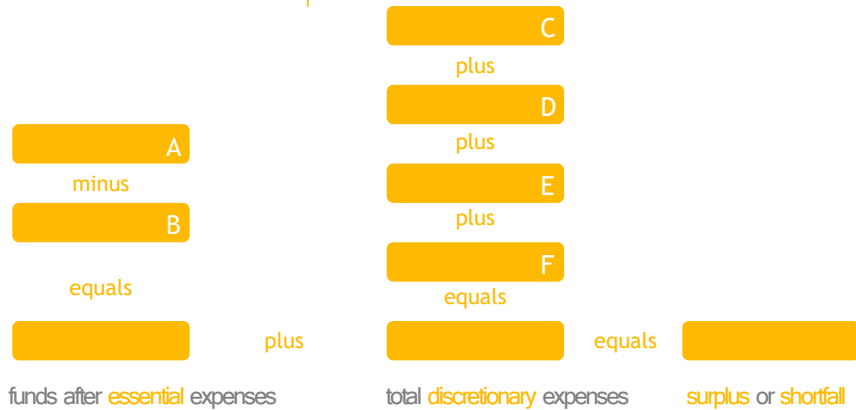 C
plus
D
plus
A
minus
E
plus
B
F
equals
equals
plus
equals
funds after essential expenses
total discretionary expenses
surplus or shortfall